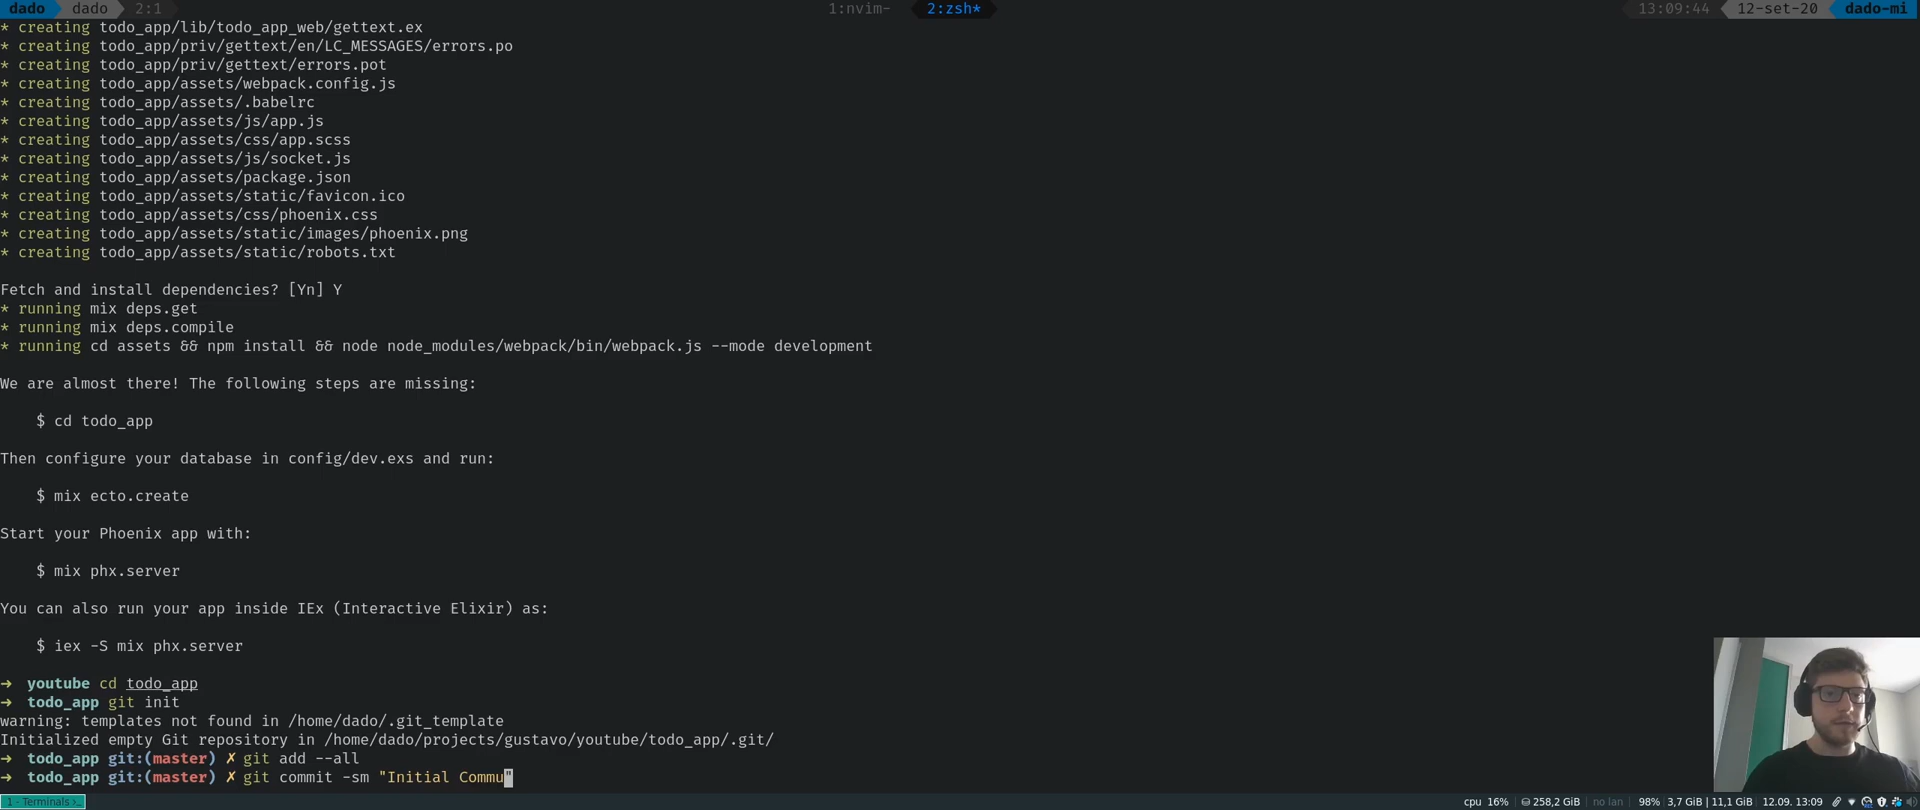 dado dado 2:1 1:nvim- 2:zsh* 13:09:44 12-set-20 dado-mi
* creating todo_app/lib/todo_app_web/gettext.ex
* creating todo_app/priv/gettext/en/LC_MESSAGES/errors.po
* creating todo_app/priv/gettext/errors.pot
* creating todo_app/assets/webpack.config.js
* creating todo_app/assets/.babelrc
* creating todo_app/assets/js/app.js
* creating todo_app/assets/css/app.scss
* creating todo_app/assets/js/socket.js
* creating todo_app/assets/package.json
* creating todo_app/assets/static/favicon.ico
* creating todo_app/assets/css/phoenix.css
* creating todo_app/assets/static/images/phoenix.png
* creating todo_app/assets/static/robots.txt
Fetch and install dependencies? [Yn] Y
* running mix deps.get
* running mix deps.compile
* running cd assets && npm install && node node_modules/webpack/bin/webpack.js --mode development
We are almost there! The following steps are missing:
$ cd todo_app
Then configure your database in config/dev.exs and run:
$ mix ecto.create
Start your Phoenix app with:
$ mix phx.server
You can also run your app inside IEx (Interactive Elixir) as:
$ iex -S mix phx.server
→ youtube cd todo_app
→ todo_app git init
warning: templates not found in /home/dado/.git_template
Initialized empty Git repository in /home/dado/projects/gustavo/youtube/todo_app/.git/
→ todo_app git:(master) ✗ git add --all
→ todo_app git:(master) ✗ git commit -sm "Initial Commu"
1 - Terminals cpu 16% 258,2 GiB no lan 98% 3,7 GiB | 11,1 GiB 12.09. 13:09